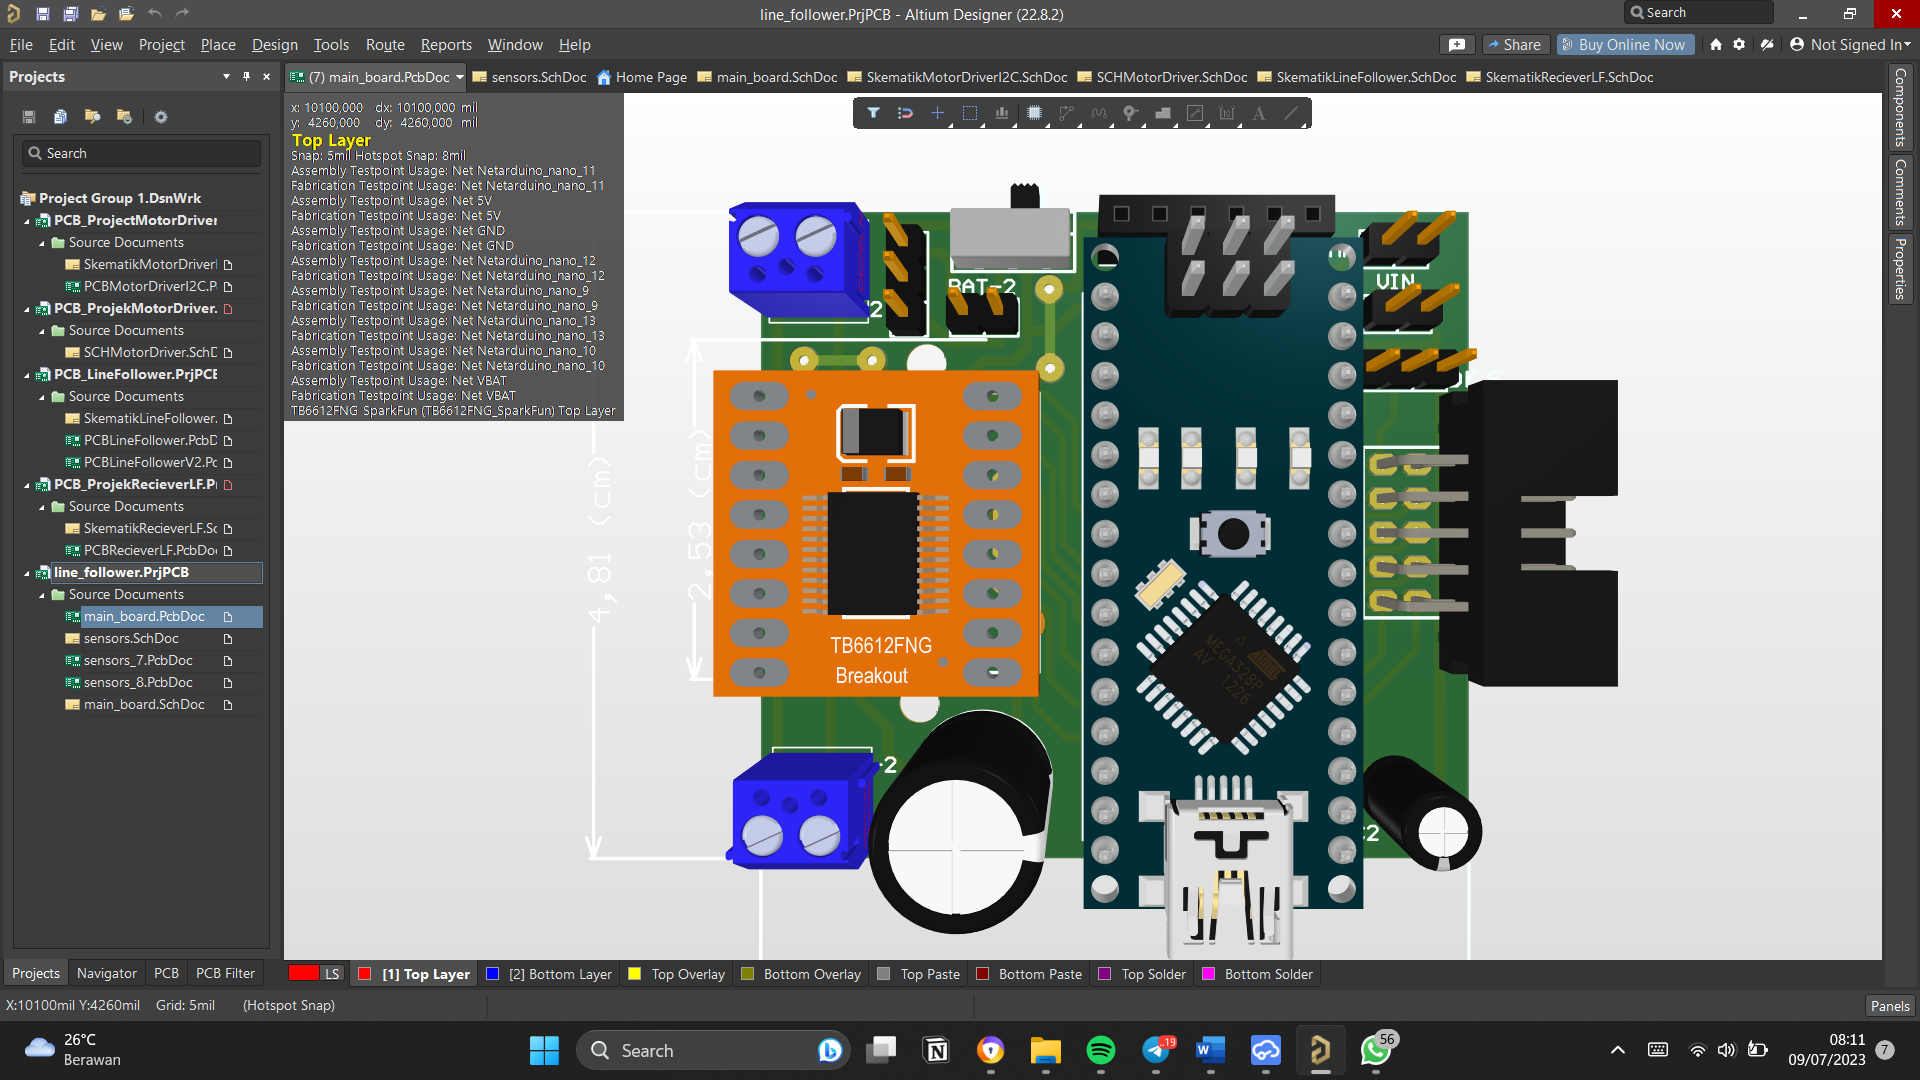 line_follower.PrjPCB - Altium Designer (22.8.2)
Search
File Edit View Project Place Design Tools Route Reports Window Help
Share
Buy Online Now
Not Signed In
Projects
(7) main_board.PcbDoc
sensors.SchDoc
Home Page
main_board.SchDoc
SkematikMotorDriverI2C.SchDoc
SCHMotorDriver.SchDoc
SkematikLineFollower.SchDoc
SkematikRecieverLF.SchDoc
Components
Comments
Properties
Search
Project Group 1.DsnWrk
PCB_ProjectMotorDriver
Source Documents
SkematikMotorDriverI
PCBMotorDriverI2C.P
PCB_ProjekMotorDriver.
Source Documents
SCHMotorDriver.SchD
PCB_LineFollower.PrjPCB
Source Documents
SkematikLineFollower.
PCBLineFollower.PcbD
PCBLineFollowerV2.Pc
PCB_ProjekRecieverLF.Pr
Source Documents
SkematikRecieverLF.Sc
PCBRecieverLF.PcbDoc
line_follower.PrjPCB
Source Documents
main_board.PcbDoc
sensors.SchDoc
sensors_7.PcbDoc
sensors_8.PcbDoc
main_board.SchDoc
x: 10100,000 dx: 10100,000 mil
y: 4260,000 dy: 4260,000 mil
Top Layer
Snap: 5mil Hotspot Snap: 8mil
Assembly Testpoint Usage: Net Netarduino_nano_11
Fabrication Testpoint Usage: Net Netarduino_nano_11
Assembly Testpoint Usage: Net 5V
Fabrication Testpoint Usage: Net 5V
Assembly Testpoint Usage: Net GND
Fabrication Testpoint Usage: Net GND
Assembly Testpoint Usage: Net Netarduino_nano_12
Fabrication Testpoint Usage: Net Netarduino_nano_12
Assembly Testpoint Usage: Net Netarduino_nano_9
Fabrication Testpoint Usage: Net Netarduino_nano_9
Assembly Testpoint Usage: Net Netarduino_nano_13
Fabrication Testpoint Usage: Net Netarduino_nano_13
Assembly Testpoint Usage: Net Netarduino_nano_10
Fabrication Testpoint Usage: Net Netarduino_nano_10
Assembly Testpoint Usage: Net VBAT
Fabrication Testpoint Usage: Net VBAT
TB6612FNG SparkFun (TB6612FNG_SparkFun) Top Layer
BAT-2
VIN
2
4,81 (cm)
2,53 (cm)
TB6612FNG
Breakout
MEGA328P
AV
1226
-2
2
Projects Navigator PCB PCB Filter
LS
[1] Top Layer
[2] Bottom Layer
Top Overlay
Bottom Overlay
Top Paste
Bottom Paste
Top Solder
Bottom Solder
X:10100mil Y:4260mil Grid: 5mil (Hotspot Snap)
Panels
26°C
Berawan
Search
.19
56
08:11
09/07/2023
7